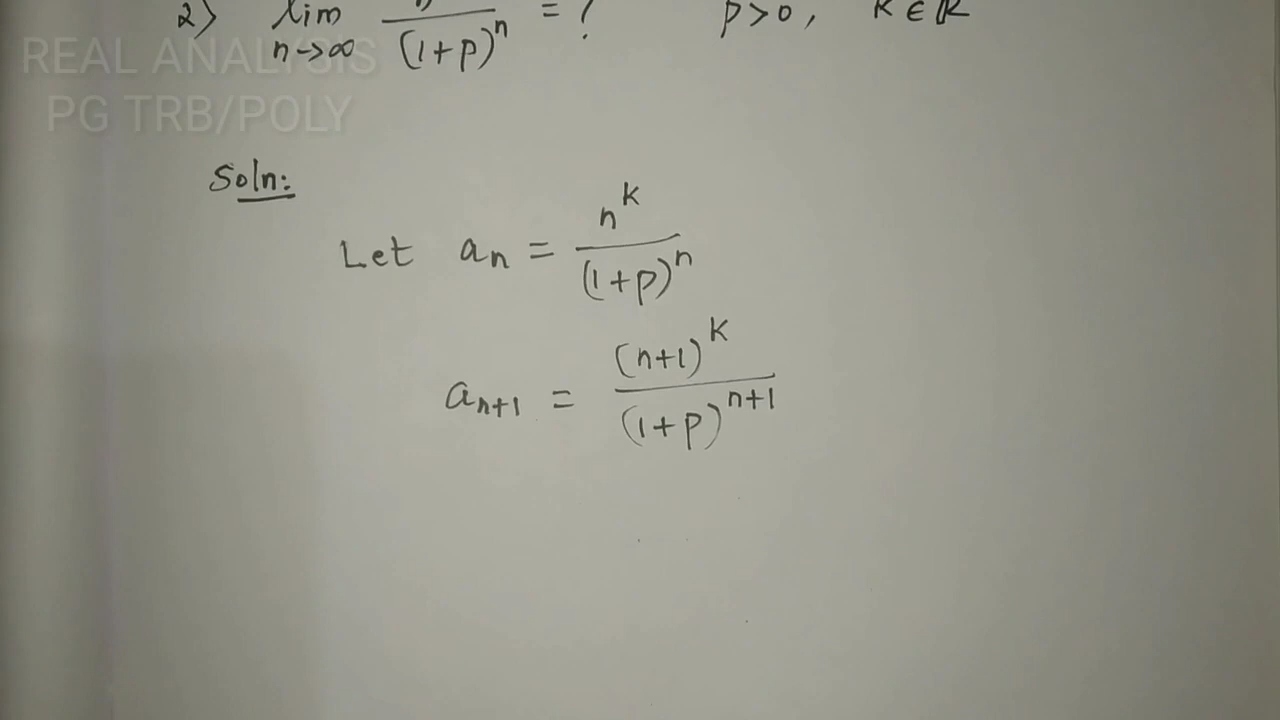 2) lim n→∞ /(1+p)^n = ? p>0, K∈R
REAL ANALYSIS
PG TRB/POLY
Soln:
Let a_n = n^k/(1+p)^n
a_{n+1} = (n+1)^k/(1+p)^{n+1}